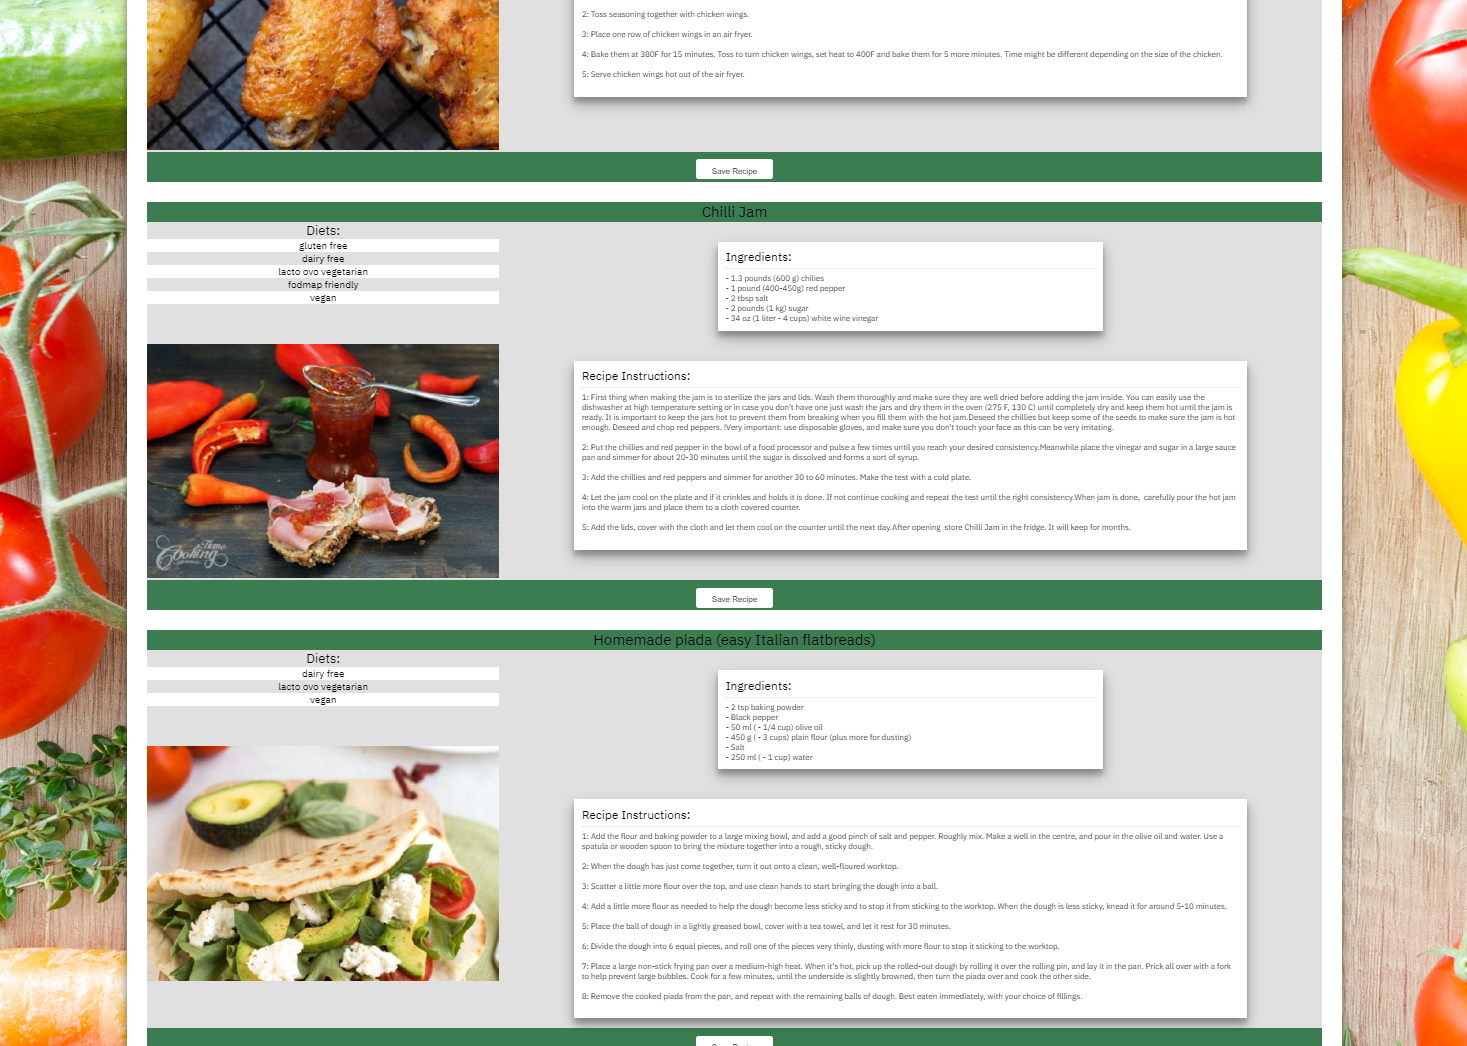 2: Toss seasoning together with chicken wings.
3: Place one row of chicken wings in an air fryer.
4: Bake them at 380F for 15 minutes. Toss to turn chicken wings, set heat to 400F and bake them for 5 more minutes. Time might be different depending on the size of the chicken.
5: Serve chicken wings hot out of the air fryer.
Save Recipe
Chilli Jam
Diets:
gluten free
dairy free
lacto ovo vegetarian
fodmap friendly
vegan
Ingredients:
- 1.3 pounds (600 g) chilies
- 1 pound (400-450g) red pepper
- 2 tbsp salt
- 2 pounds (1 kg) sugar
- 34 oz (1 liter - 4 cups) white wine vinegar
Recipe Instructions:
1: First thing when making the jam is to sterilize the jars and lids. Wash them thoroughly and make sure they are well dried before adding the jam inside. You can easily use the
dishwasher at high temperature setting or in case you don't have one just wash the jars and dry them in the oven (275 F, 130 C) until completely dry and keep them hot until the jam is
ready. It is important to keep the jars hot to prevent them from breaking when you fill them with the hot jam.Deseed the chillies but keep some of the seeds to make sure the jam is hot
enough. Deseed and chop red peppers. !Very important: use disposable gloves, and make sure you don't touch your face as this can be very irritating.
2: Put the chillies and red pepper in the bowl of a food processor and pulse a few times until you reach your desired consistency.Meanwhile place the vinegar and sugar in a large sauce
pan and simmer for about 20-30 minutes until the sugar is dissolved and forms a sort of syrup.
3: Add the chillies and red peppers and simmer for another 30 to 60 minutes. Make the test with a cold plate.
4: Let the jam cool on the plate and if it crinkles and holds it is done. If not continue cooking and repeat the test until the right consistency.When jam is done,  carefully pour the hot jam
into the warm jars and place them to a cloth covered counter.
5: Add the lids, cover with the cloth and let them cool on the counter until the next day.After opening  store Chilli Jam in the fridge. It will keep for months.
Home
Cooking
Save Recipe
Homemade piada (easy Italian flatbreads)
Diets:
dairy free
lacto ovo vegetarian
vegan
Ingredients:
- 2 tsp baking powder
- Black pepper
- 50 ml ( - 1/4 cup) olive oil
- 450 g ( - 3 cups) plain flour (plus more for dusting)
- Salt
- 250 ml ( - 1 cup) water
Recipe Instructions:
1: Add the flour and baking powder to a large mixing bowl, and add a good pinch of salt and pepper. Roughly mix. Make a well in the centre, and pour in the olive oil and water. Use a
spatula or wooden spoon to bring the mixture together into a rough, sticky dough.
2: When the dough has just come together, turn it out onto a clean, well-floured worktop.
3: Scatter a little more flour over the top, and use clean hands to start bringing the dough into a ball.
4: Add a little more flour as needed to help the dough become less sticky and to stop it from sticking to the worktop. When the dough is less sticky, knead it for around 5-10 minutes.
5: Place the ball of dough in a lightly greased bowl, cover with a tea towel, and let it rest for 30 minutes.
6: Divide the dough into 6 equal pieces, and roll one of the pieces very thinly, dusting with more flour to stop it sticking to the worktop.
7: Place a large non-stick frying pan over a medium-high heat. When it's hot, pick up the rolled-out dough by rolling it over the rolling pin, and lay it in the pan. Prick all over with a fork
to help prevent large bubbles. Cook for a few minutes, until the underside is slightly browned, then turn the piada over and cook the other side.
8: Remove the cooked piada from the pan, and repeat with the remaining balls of dough. Best eaten immediately, with your choice of fillings.